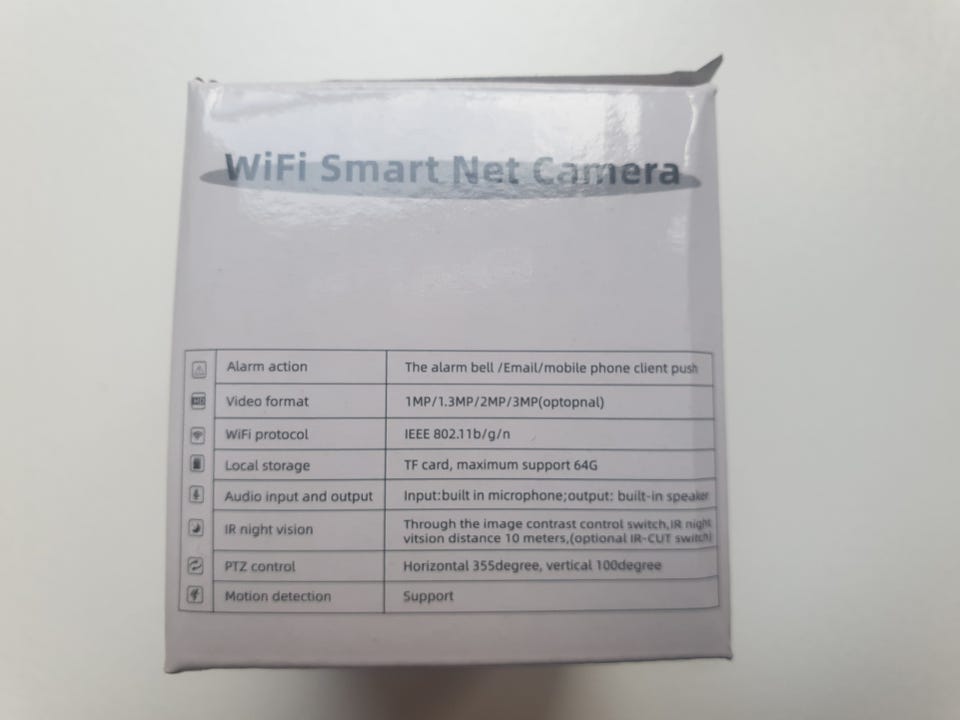 WiFi Smart Net Camera
Alarm action The alarm bell /Email/mobile phone client push
Video format 1MP/1.3MP/2MP/3MP(optopnal)
WiFi protocol IEEE 802.11b/g/n
Local storage TF card, maximum support 64G
Audio input and output Input:built in microphone;output: built-in speaker
IR night vision Through the image contrast control switch,IR night
vitsion distance 10 meters,(optional IR-CUT switch)
PTZ control Horizontal 355degree, vertical 100degree
Motion detection Support